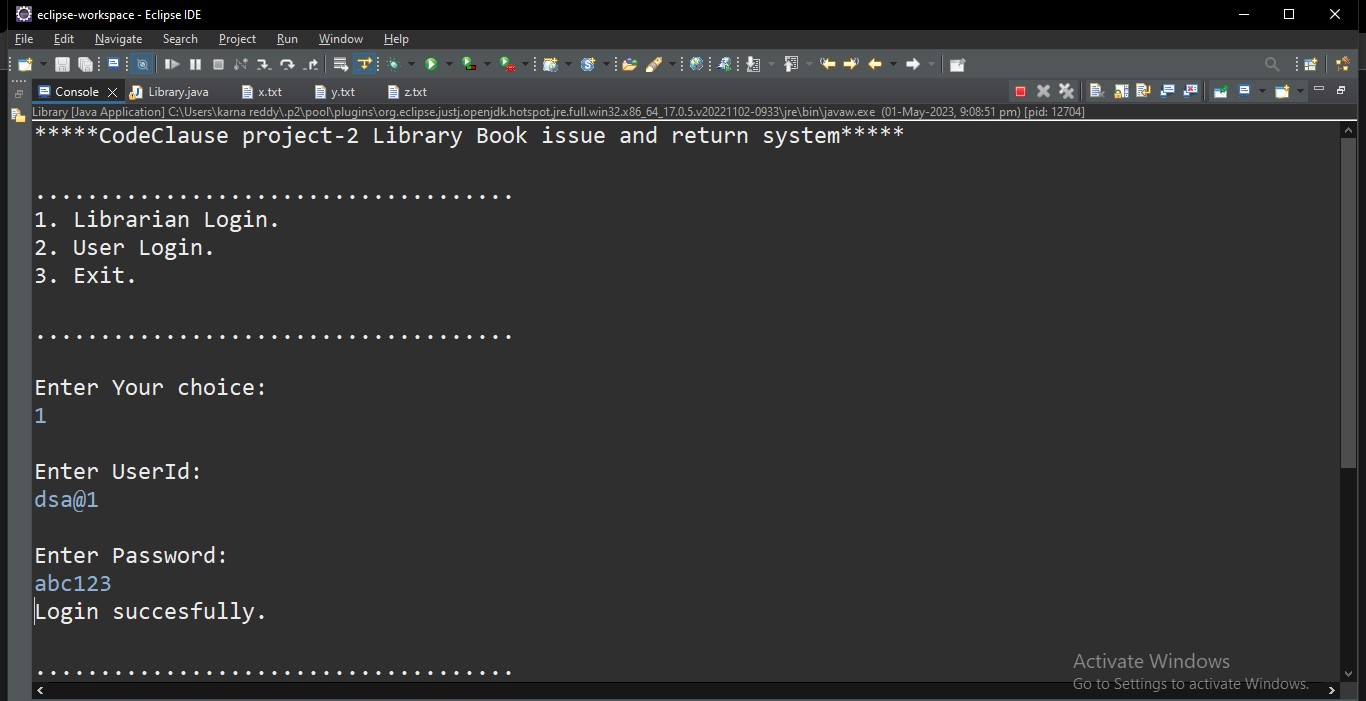 eclipse-workspace - Eclipse IDE
File Edit Navigate Search Project Run Window Help
Console Library.java x.txt y.txt z.txt
Library [Java Application] C:\Users\karna reddy\.p2\pool\plugins\org.eclipse.justj.openjdk.hotspot.jre.full.win32.x86_64_17.0.5.v20221102-0933\jre\bin\javaw.exe (01-May-2023, 9:08:51 pm) [pid: 12704]
*****CodeClause project-2 Library Book issue and return system*****
.....................................
1. Librarian Login.
2. User Login.
3. Exit.
.....................................
Enter Your choice:
1
Enter UserId:
dsa@1
Enter Password:
abc123
Login succesfully.
.....................................
Activate Windows
Go to Settings to activate Windows.